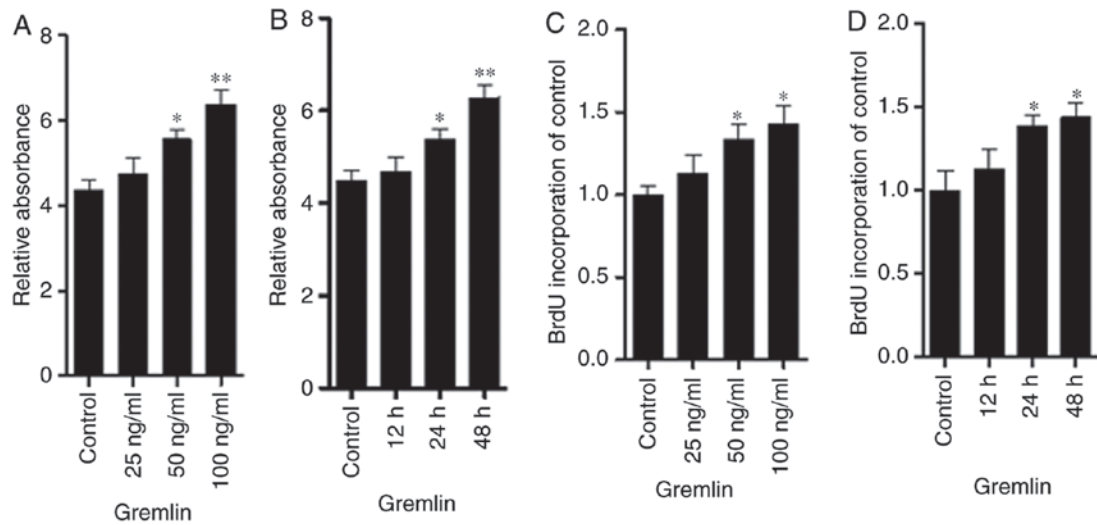 A
Relative absorbance
8
6
4
2
0
*
**
Control
25 ng/ml
50 ng/ml
100 ng/ml
Gremlin
B
Relative absorbance
8
6
4
2
0
*
**
Control
12 h
24 h
48 h
Gremlin
C
BrdU incorporation of control
2.0
1.5
1.0
0.5
0.0
*
*
Control
25 ng/ml
50 ng/ml
100 ng/ml
Gremlin
D
BrdU incorporation of control
2.0
1.5
1.0
0.5
0.0
*
*
Control
12 h
24 h
48 h
Gremlin